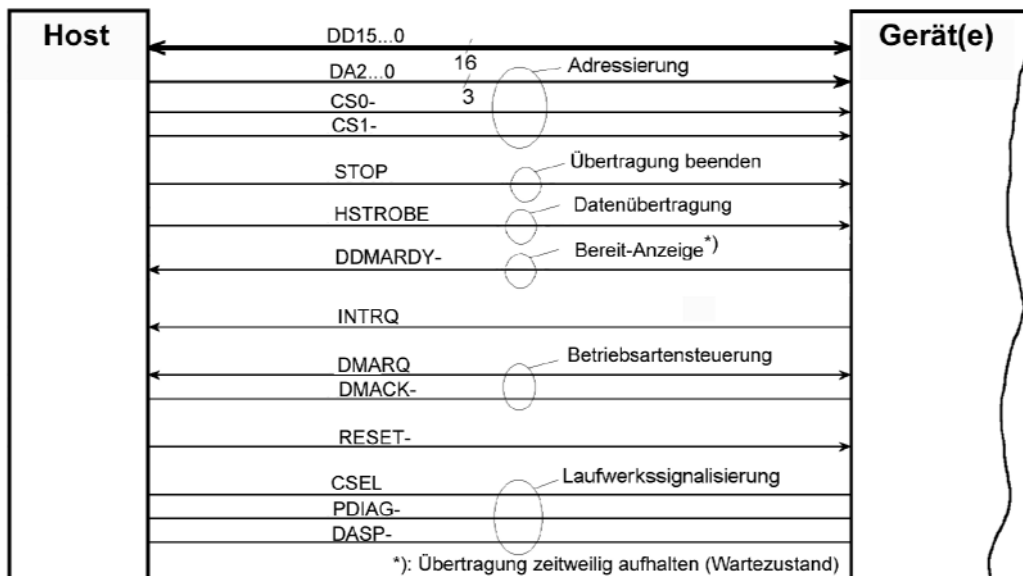 Host
Gerät(e)
DD15...0
16
DA2...0
Adressierung
3
CS0-
CS1-
STOP
Übertragung beenden
HSTROBE
Datenübertragung
DDMARDY-
Bereit-Anzeige*)
INTRQ
DMARQ
Betriebsartensteuerung
DMACK-
RESET-
CSEL
Laufwerkssignalisierung
PDIAG-
DASP-
*): Übertragung zeitweilig aufhalten (Wartezustand)